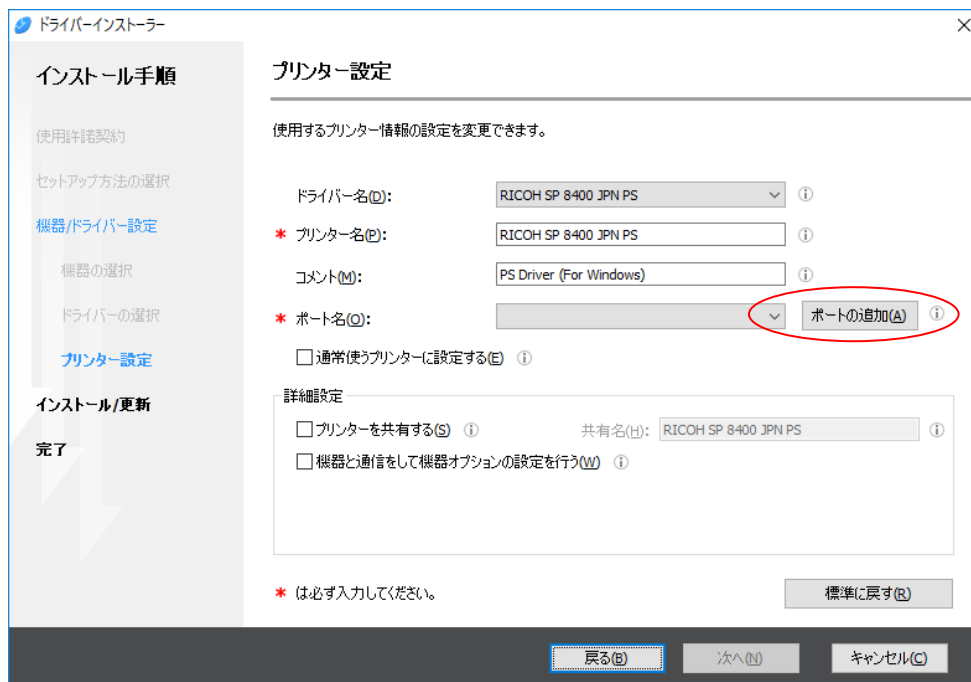 ドライバーインストーラー
インストール手順
使用許諾契約
セットアップ方法の選択
機器/ドライバー設定
機器の選択
ドライバーの選択
プリンター設定
インストール/更新
完了
プリンター設定
使用するプリンター情報の設定を変更できます。
ドライバー名(D): RICOH SP 8400 JPN PS
* プリンター名(P): RICOH SP 8400 JPN PS
コメント(M): PS Driver (For Windows)
* ポート名(O): ポートの追加(A)
通常使うプリンターに設定する(E)
詳細設定
プリンターを共有する(S) 共有名(H): RICOH SP 8400 JPN PS
機器と通信をして機器オプションの設定を行う(W)
* は必ず入力してください。 標準に戻す(R)
戻る(B) 次へ(N) キャンセル(C)